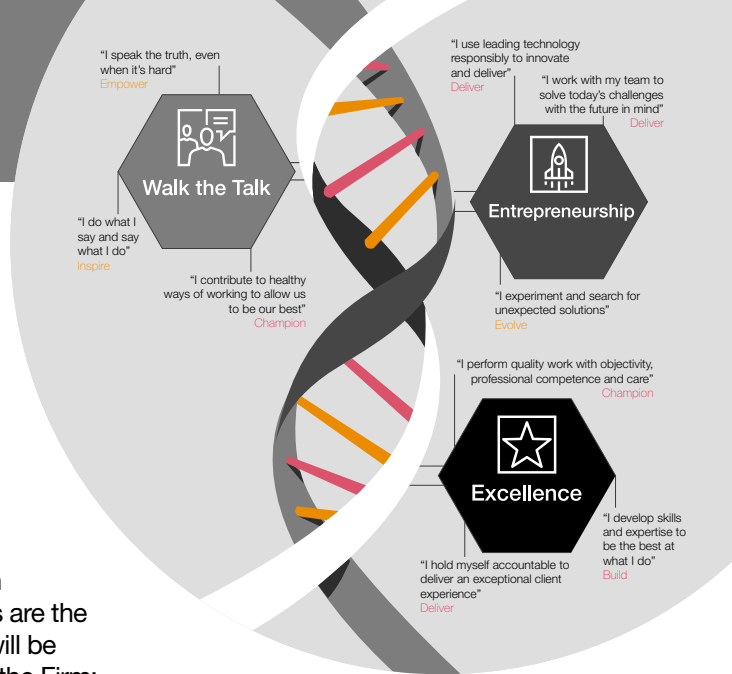 “I speak the truth, even
when it’s hard”
Empower
Walk the Talk
“I do what I
say and say
what I do”
Inspire
“I contribute to healthy
ways of working to allow us
to be our best”
Champion
“I use leading technology
responsibly to innovate
and deliver”
Deliver
“I work with my team to
solve today’s challenges
with the future in mind”
Deliver
Entrepreneurship
“I experiment and search for
unexpected solutions”
Evolve
“I perform quality work with objectivity,
professional competence and care”
Champion
Excellence
“I develop skills
and expertise to
be the best at
what I do”
Build
“I hold myself accountable to
deliver an exceptional client
experience”
Deliver
are the
will be
the Firm: